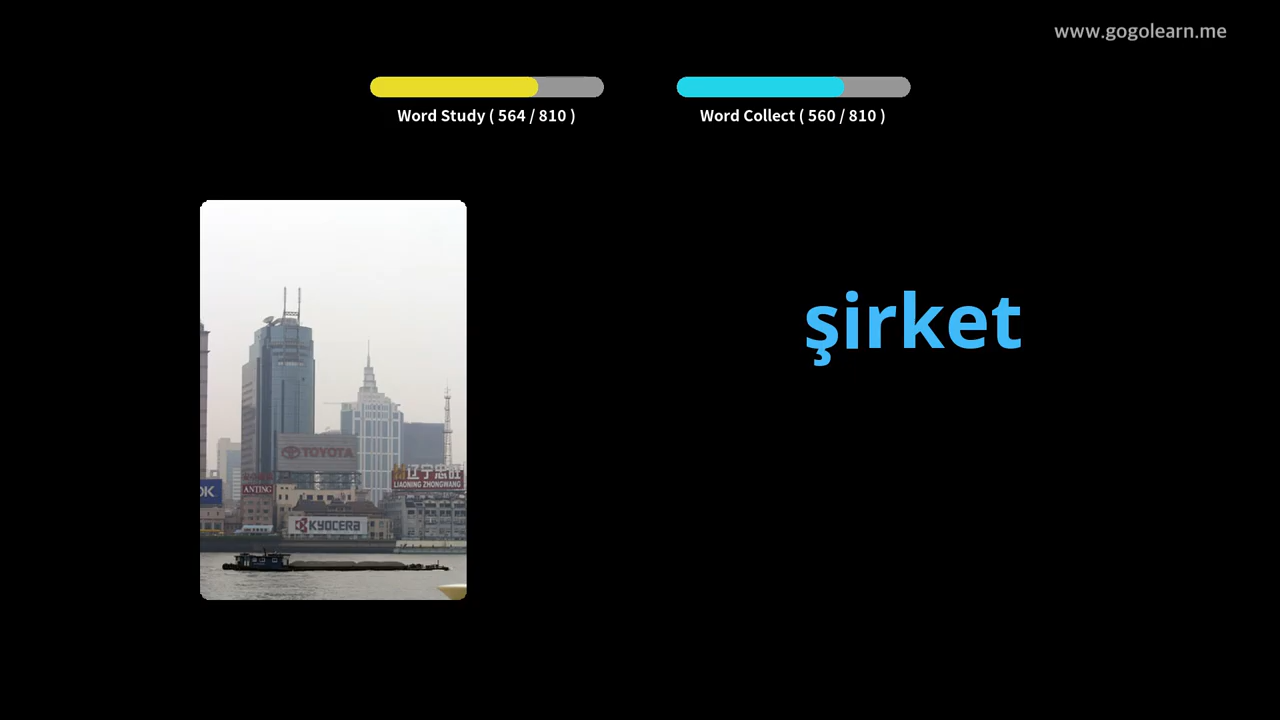 www.gogolearn.me
Word Study ( 564 / 810 )
Word Collect ( 560 / 810 )
şirket
TOYOTA
辽宁忠旺
LIAONING ZHONGWANG
OK
ANTING
KYOCERA